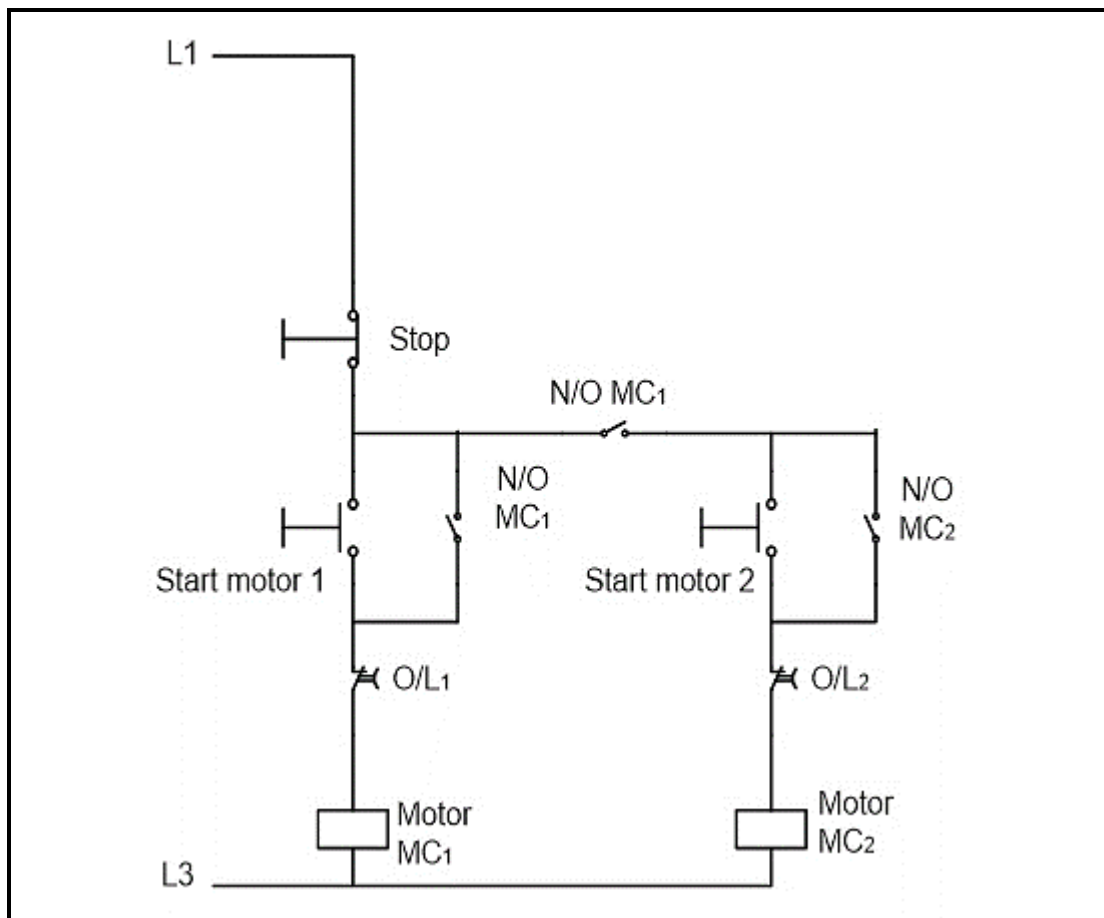 L1
Stop
N/O MC₁
N/O
MC₁
N/O
MC₂
Start motor 1
Start motor 2
O/L₁
O/L₂
Motor
MC₁
Motor
MC₂
L3